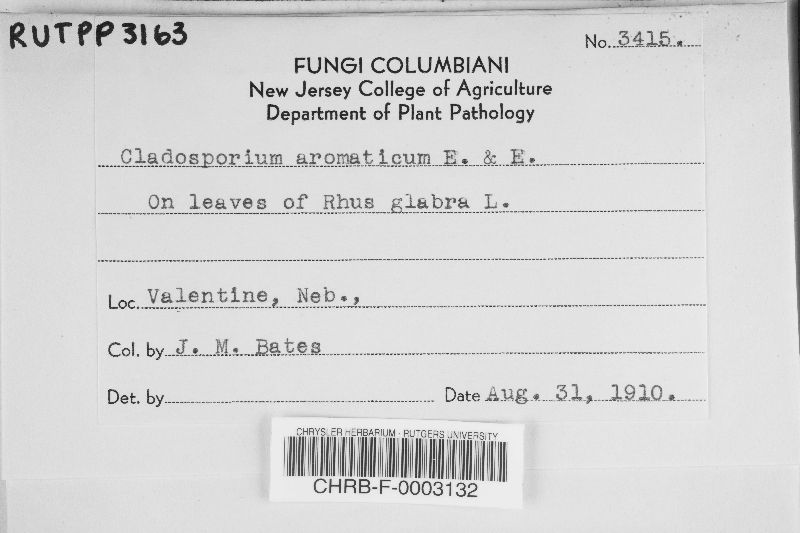 RUTPP 3163
No. 3415.
FUNGI COLUMBIANI
New Jersey College of Agriculture
Department of Plant Pathology
Cladosporium aromaticum E. & E.
On leaves of Rhus glabra L.
Loc. Valentine, Neb.,
Col. by J. M. Bates
Det. by
Date Aug. 31, 1910.
CHRYSLER HERBARIUM - RUTGERS UNIVERSITY
CHRB-F-0003132